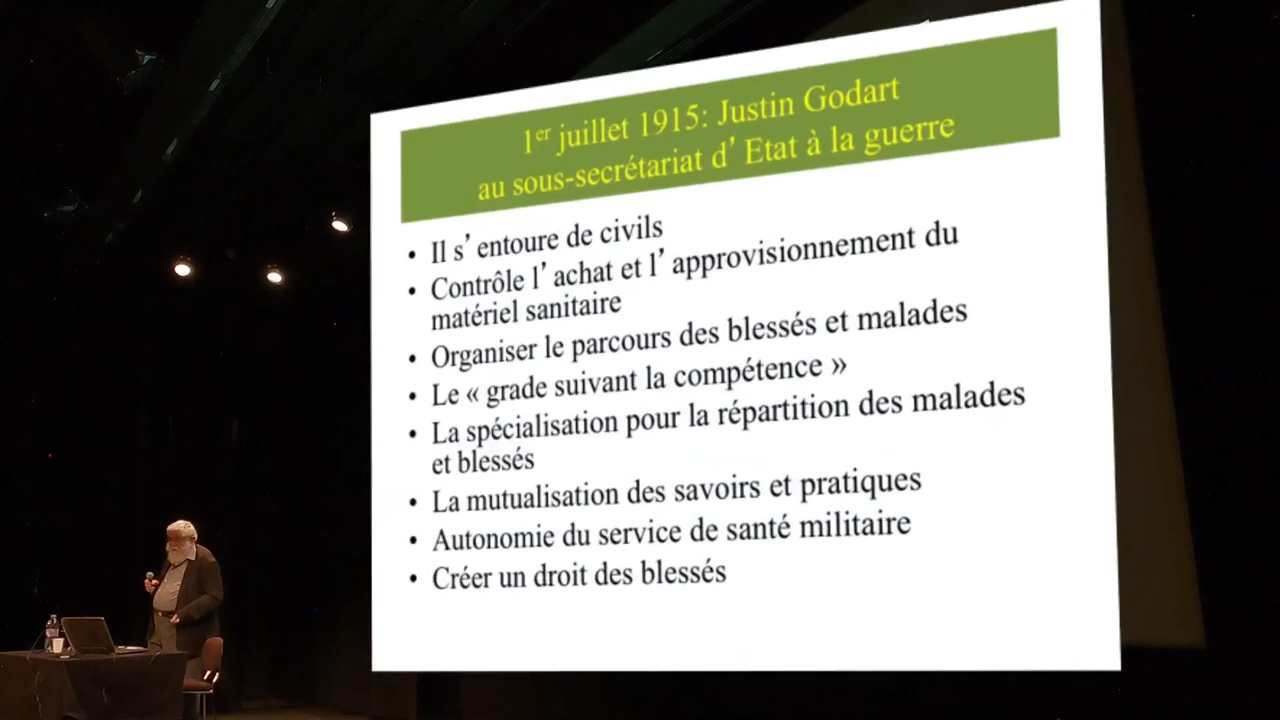 1er juillet 1915: Justin Godart
au sous-secrétariat d’ Etat à la guerre
• Il s’ entoure de civils
• Contrôle l’ achat et l’ approvisionnement du
matériel sanitaire
• Organiser le parcours des blessés et malades
• Le « grade suivant la compétence »
• La spécialisation pour la répartition des malades
et blessés
• La mutualisation des savoirs et pratiques
• Autonomie du service de santé militaire
• Créer un droit des blessés